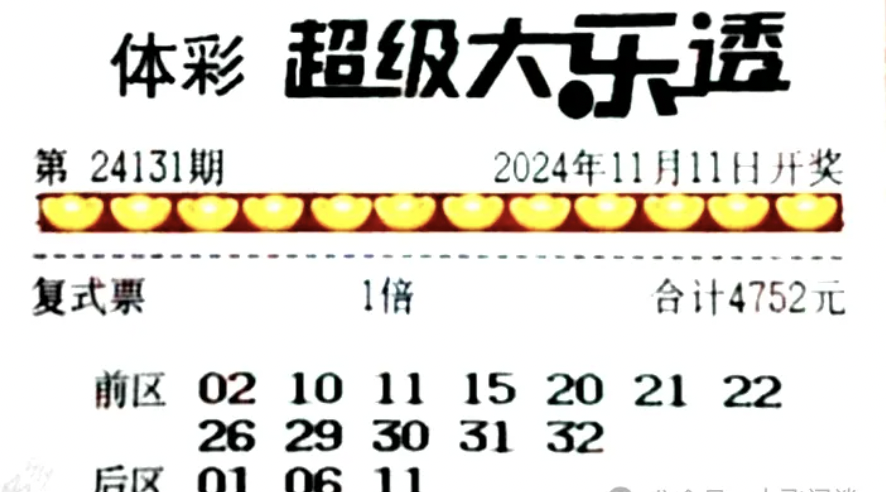 体彩 超级大乐透
第 24131期 2024年11月11日开奖
复式票 1倍 合计4752元
前区 02 10 11 15 20 21 22
26 29 30 31 32
后区 01 06 11